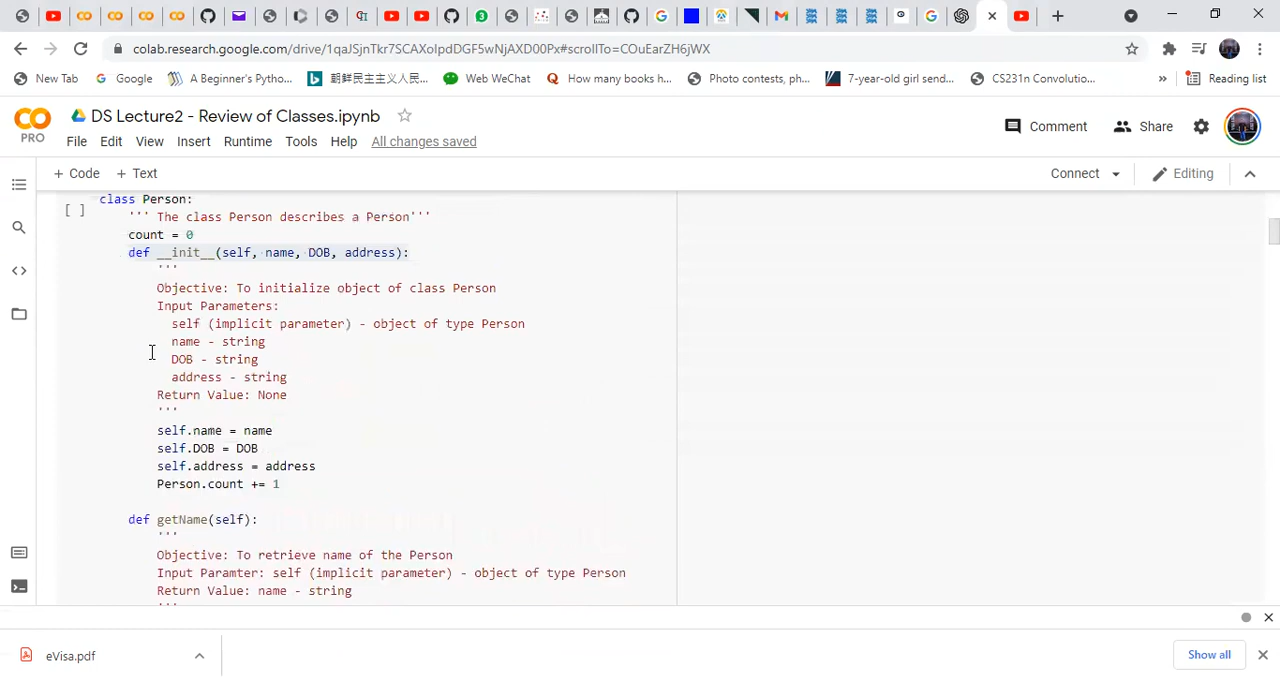 colab.research.google.com/drive/1qaJSjnTkr7SCAXoIpdDGF5wNjAXD00Px#scrollTo=COuEarZH6jWX
New Tab Google A Beginner's Pytho... 朝鮮民主主義人民... Web WeChat How many books h... Photo contests, ph... 7-year-old girl send... CS231n Convolutio... » Reading list
DS Lecture2 - Review of Classes.ipynb
PRO File Edit View Insert Runtime Tools Help All changes saved Comment Share
+ Code + Text Connect Editing
class Person:
[ ] ''' The class Person describes a Person'''
count = 0
def __init__(self, name, DOB, address):
'''
Objective: To initialize object of class Person
Input Parameters:
self (implicit parameter) - object of type Person
name - string
DOB - string
address - string
Return Value: None
'''
self.name = name
self.DOB = DOB
self.address = address
Person.count += 1
def getName(self):
'''
Objective: To retrieve name of the Person
Input Paramter: self (implicit parameter) - object of type Person
Return Value: name - string
'''
eVisa.pdf Show all